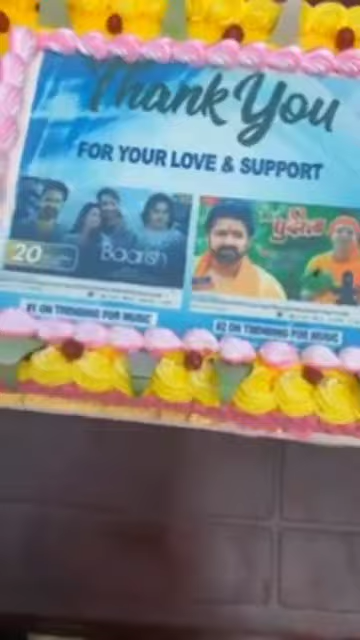 Thank You
FOR YOUR LOVE & SUPPORT
20
Baarish
#1 ON TRENDING FOR MUSIC
#2 ON TRENDING FOR MUSIC